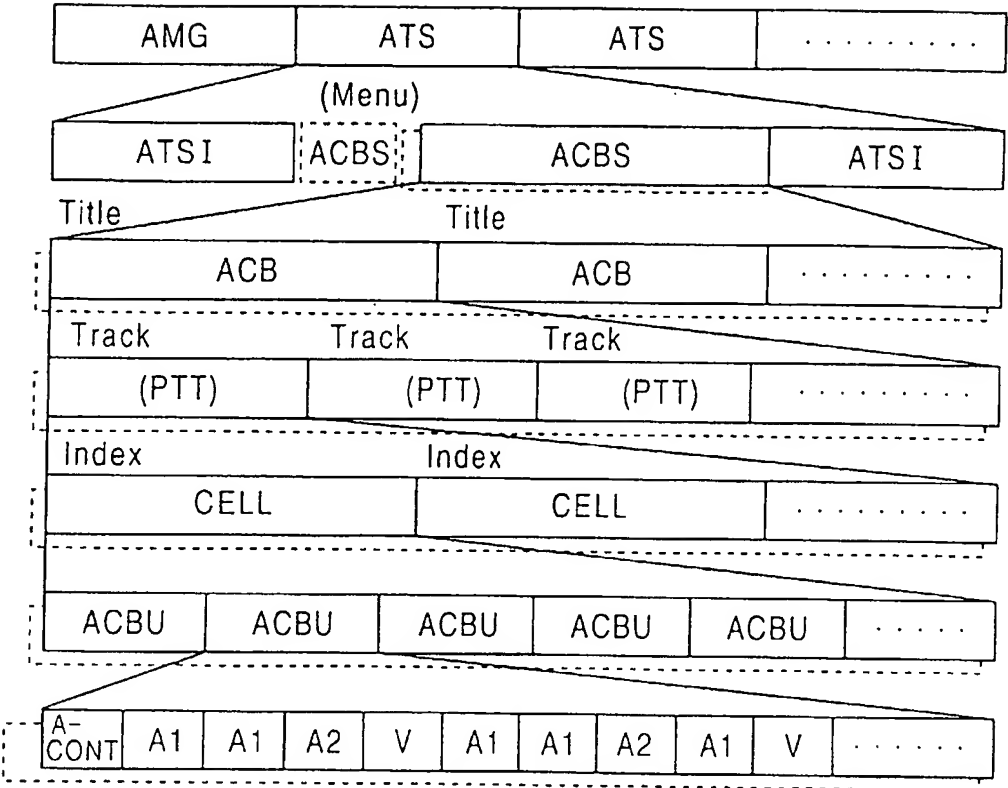 AMG ATS ATS .........
(Menu)
ATSI ACBS ACBS ATSI
Title Title
ACB ACB .........
Track Track Track
(PTT) (PTT) (PTT) .........
Index Index
CELL CELL .........
ACBU ACBU ACBU ACBU ACBU .....
A-
CONT A1 A1 A2 V A1 A1 A2 A1 V ......